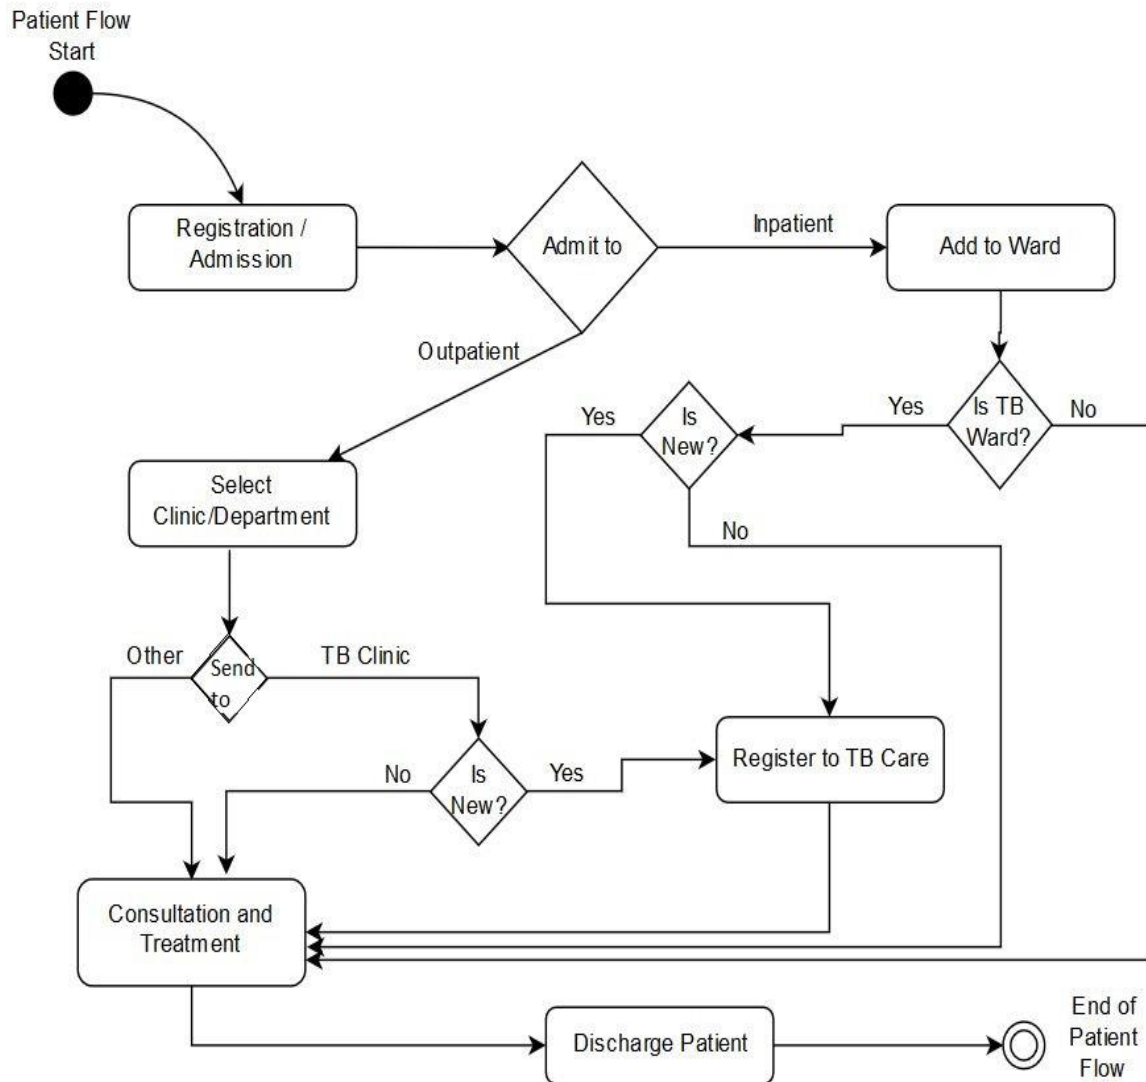 Patient Flow
Start
Registration /
Admission
Admit to
Inpatient
Add to Ward
Outpatient
Yes
Is
New?
Yes
Is TB
Ward?
No
Select
Clinic/Department
No
Other
Send
to
TB Clinic
No
Is
New?
Yes
Register to TB Care
Consultation and
Treatment
Discharge Patient
End of
Patient
Flow